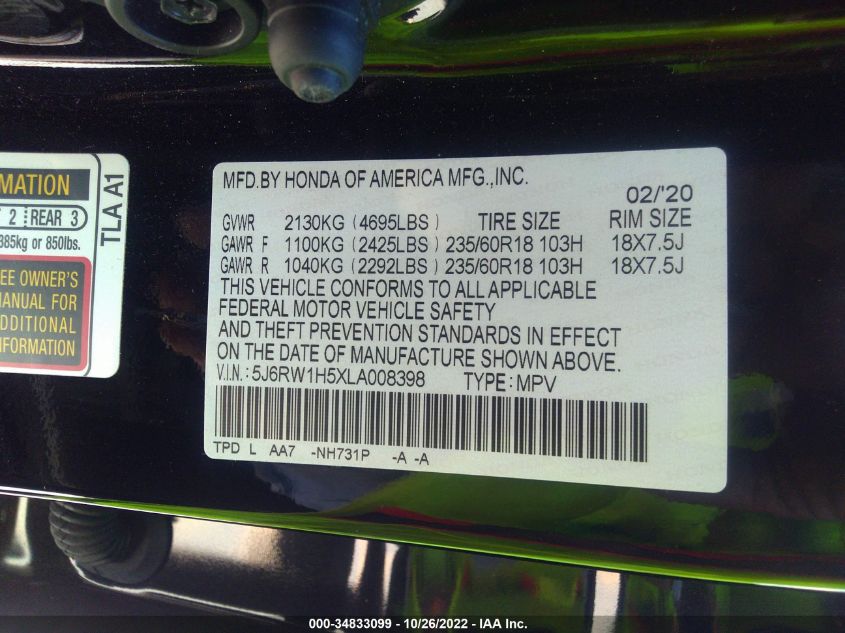 MATION
2 REAR 3
385kg or 850lbs.
EE OWNER'S
MANUAL FOR
ADDITIONAL
INFORMATION
TLA A1
MFD.BY HONDA OF AMERICA MFG.,INC.
02/'20
GVWR 2130KG (4695LBS) TIRE SIZE RIM SIZE
GAWR F 1100KG (2425LBS) 235/60R18 103H 18X7.5J
GAWR R 1040KG (2292LBS) 235/60R18 103H 18X7.5J
THIS VEHICLE CONFORMS TO ALL APPLICABLE
FEDERAL MOTOR VEHICLE SAFETY
AND THEFT PREVENTION STANDARDS IN EFFECT
ON THE DATE OF MANUFACTURE SHOWN ABOVE.
V.I.N.: 5J6RW1H5XLA008398 TYPE: MPV
TPD L AA7 -NH731P -A -A
000-34833099 - 10/26/2022 - IAA Inc.